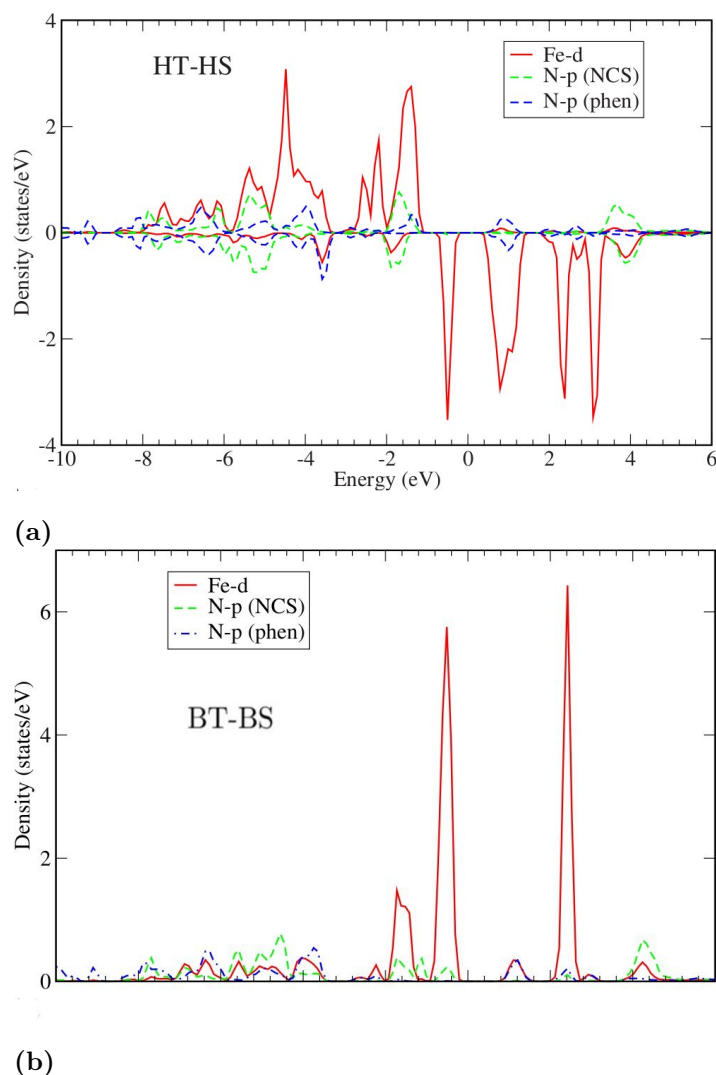 4
HT-HS
Fe-d
N-p (NCS)
N-p (phen)
2
0
-2
-4
Density (states/eV)
-10 -8 -6 -4 -2 0 2 4 6
Energy (eV)
(a)
Fe-d
N-p (NCS)
N-p (phen)
6
BT-BS
4
2
0
Density (states/eV)
(b)